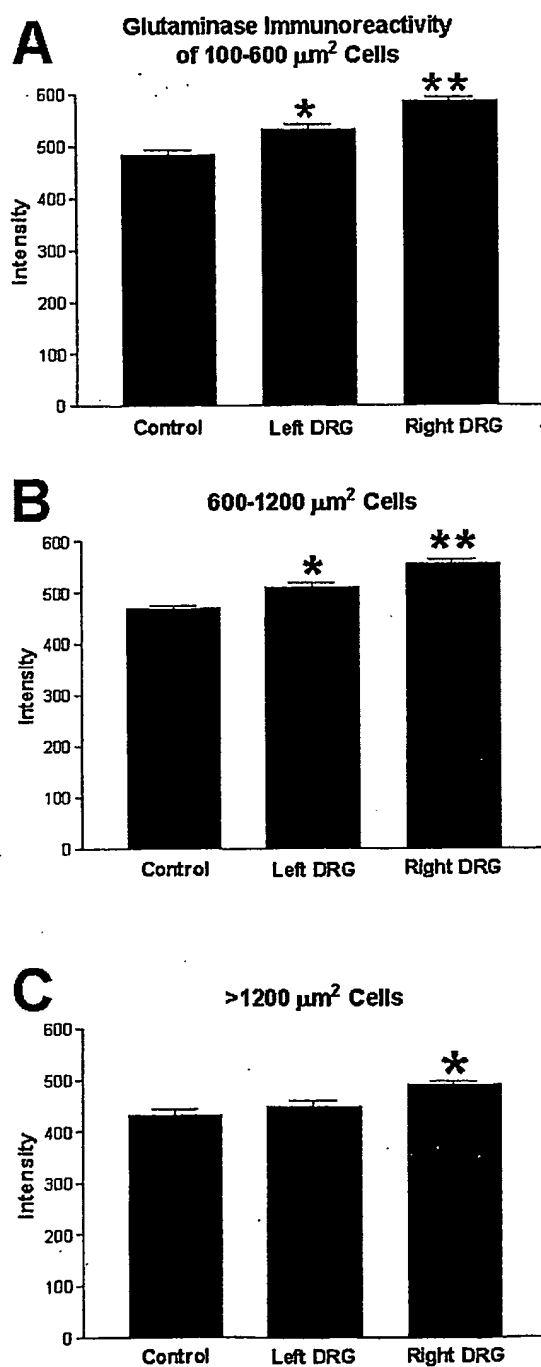 A
Glutaminase Immunoreactivity
of 100-600 µm² Cells
600
500
400
300
200
100
0
Intensity
*
**
Control
Left DRG
Right DRG
B
600-1200 µm² Cells
600
500
400
300
200
100
0
Intensity
*
**
Control
Left DRG
Right DRG
C
>1200 µm² Cells
600
500
400
300
200
100
0
Intensity
*
Control
Left DRG
Right DRG